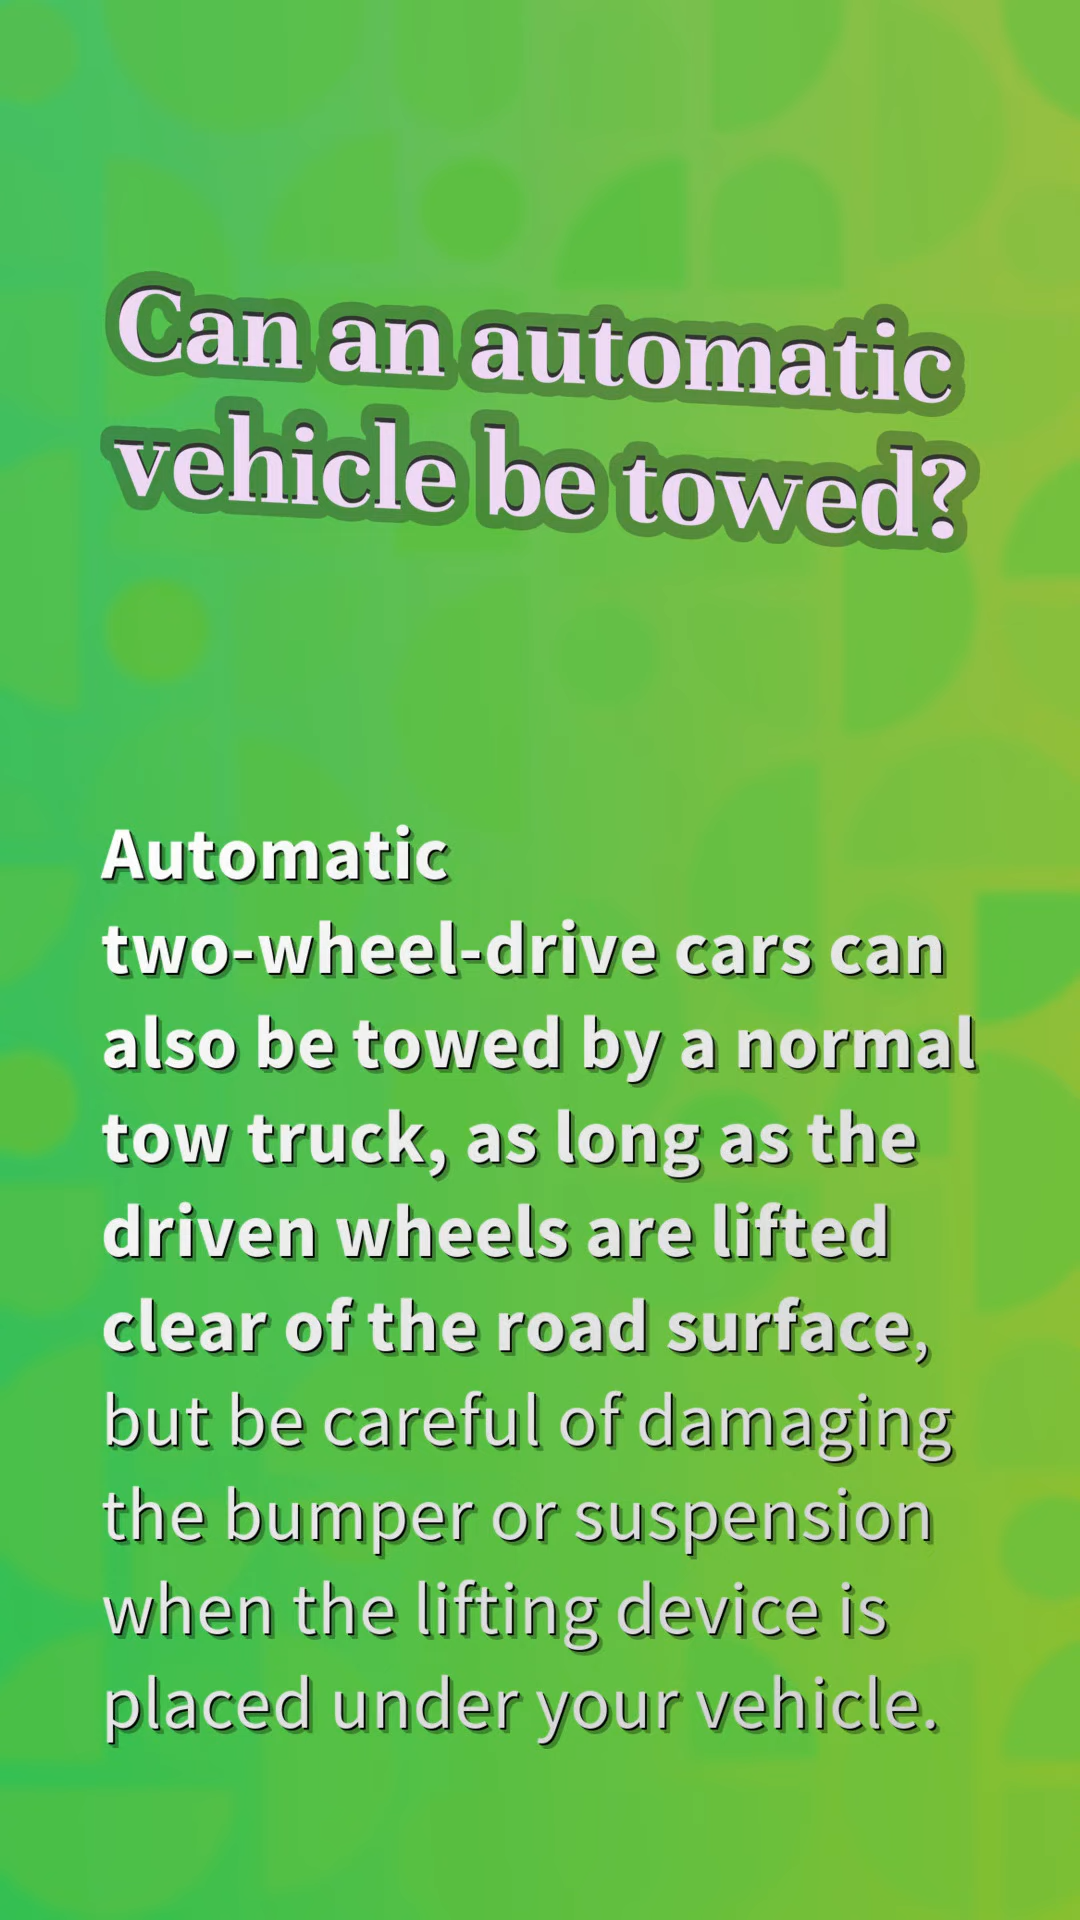 Can an automatic
vehicle be towed?
Automatic
two-wheel-drive cars can
also be towed by a normal
tow truck, as long as the
driven wheels are lifted
clear of the road surface,
but be careful of damaging
the bumper or suspension
when the lifting device is
placed under your vehicle.